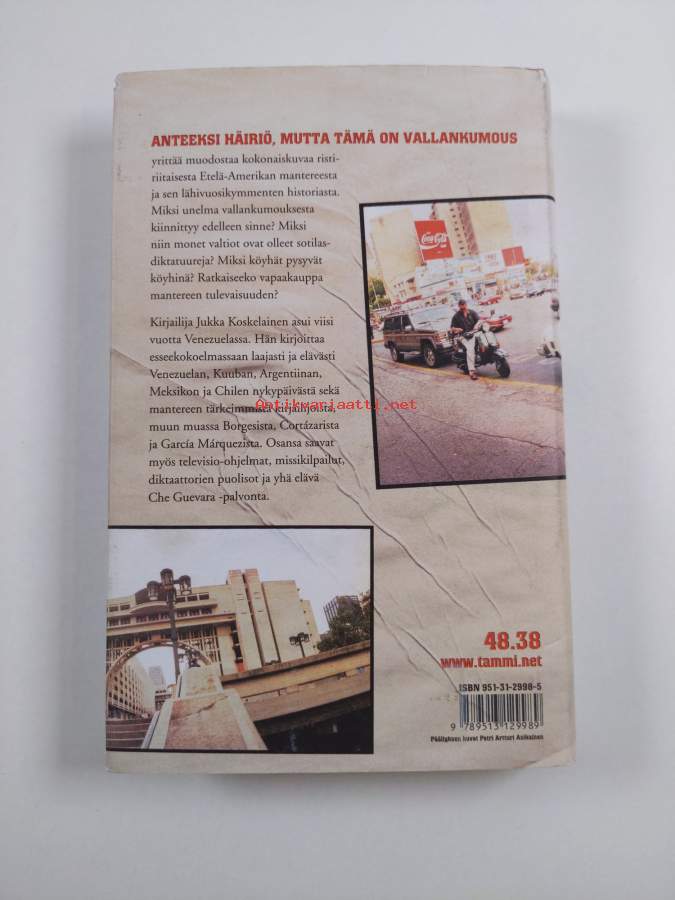 ANTEEKSI HÄIRIÖ, MUTTA TÄMÄ ON VALLANKUMOUS
yrittää muodostaa kokonaiskuvaa risti-
riitaisesta Etelä-Amerikan mantereesta
ja sen lähivuosikymmenten historiasta.
Miksi unelma vallankumouksesta
kiinnittyy edelleen sinne? Miksi
niin monet valtiot ovat olleet sotilas-
diktatuureja? Miksi köyhät pysyvät
köyhinä? Ratkaiseeko vapaakauppa
mantereen tulevaisuuden?
Kirjailija Jukka Koskelainen asui viisi
vuotta Venezuelassa. Hän kirjoittaa
esseekokoelmassaan laajasti ja elävästi
Venezuelan, Kuuban, Argentiinan,
Meksikon ja Chilen nykypäivästä sekä
mantereen tärkeimmistä kirjailijoista,
muun muassa Borgesista, Cortázarista
ja García Márquezista. Osansa saavat
myös televisio-ohjelmat, missikilpailut,
diktaattorien puolisot ja yhä elävä
Che Guevara -palvonta.
Coca-Cola
Antikvariaatti.net
48.38
www.tammi.net
ISBN 951-31-2998-5
9 789513 129989
Päällyksen kuvat Petri Artturi Asikainen